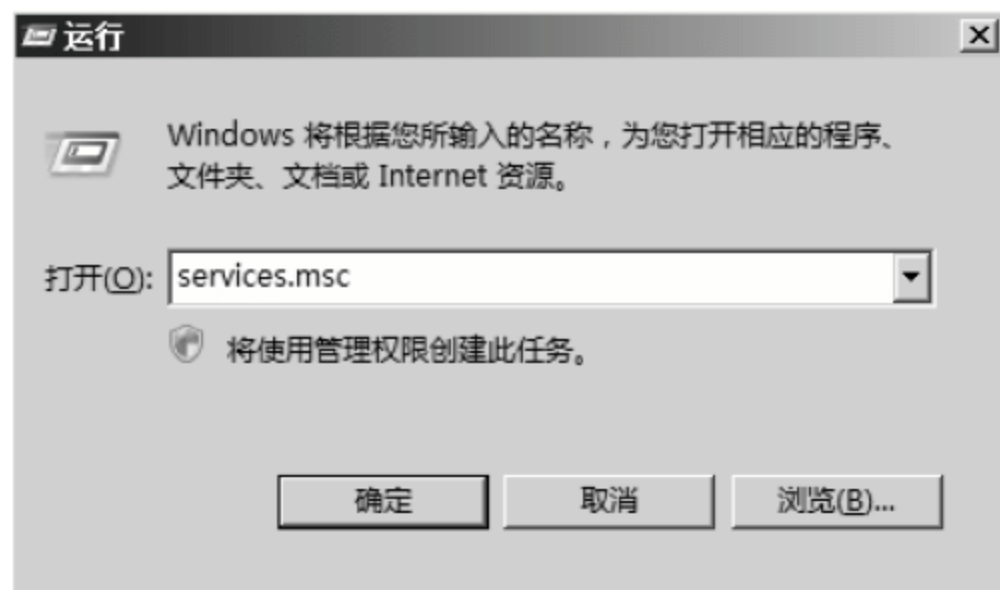 运行
Windows 将根据您所输入的名称，为您打开相应的程序、
文件夹、文档或 Internet 资源。
打开(O): services.msc
将使用管理权限创建此任务。
确定 取消 浏览(B)...